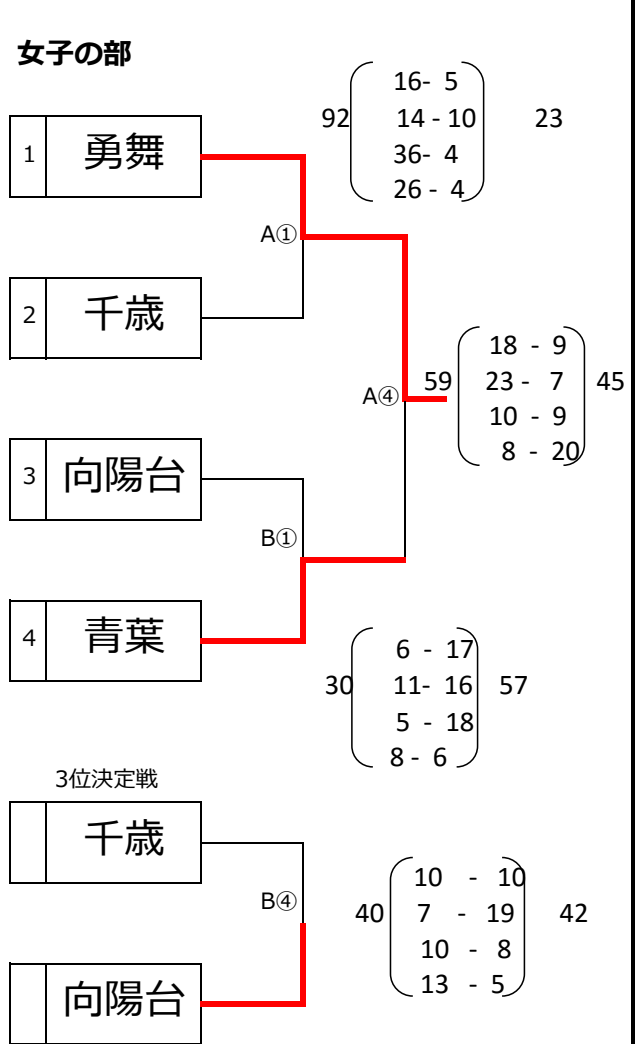 女子の部
16- 5
92 14 - 10 23
36- 4
26 - 4
1 勇舞
A①
2 千歳
18 - 9
59 23 - 7 45
A④
10 - 9
8 - 20
3 向陽台
B①
4 青葉
6 - 17
30 11- 16 57
5 - 18
8 - 6
3位決定戦
千歳
10 - 10
B④
40 7 - 19 42
10 - 8
13 - 5
向陽台